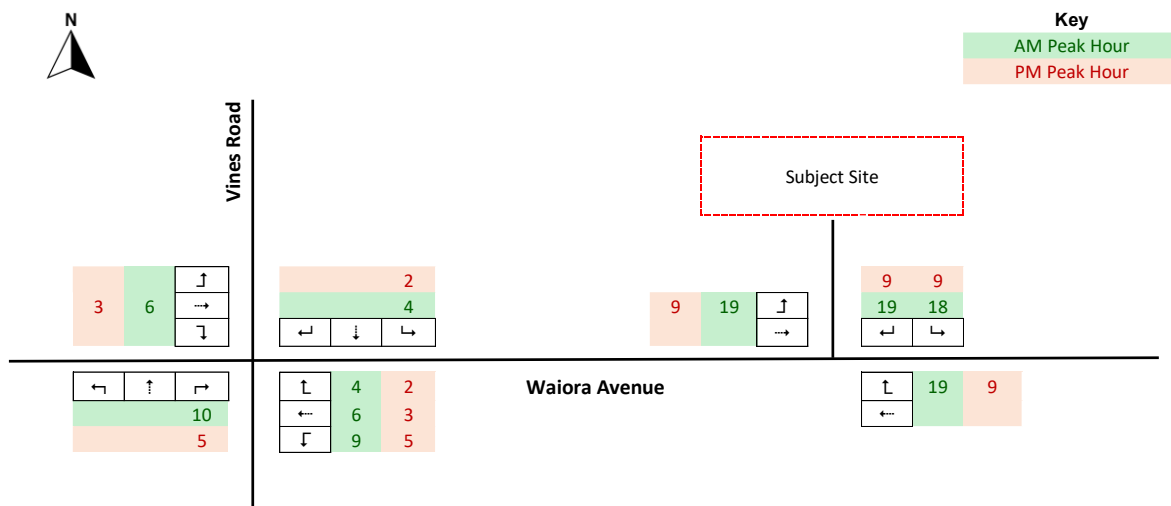 N
Key
AM Peak Hour
PM Peak Hour
Vines Road
Subject Site
3 6
2
4
9 19
9 9
19 18
Waiora Avenue
10
5
4 2
6 3
9 5
19 9